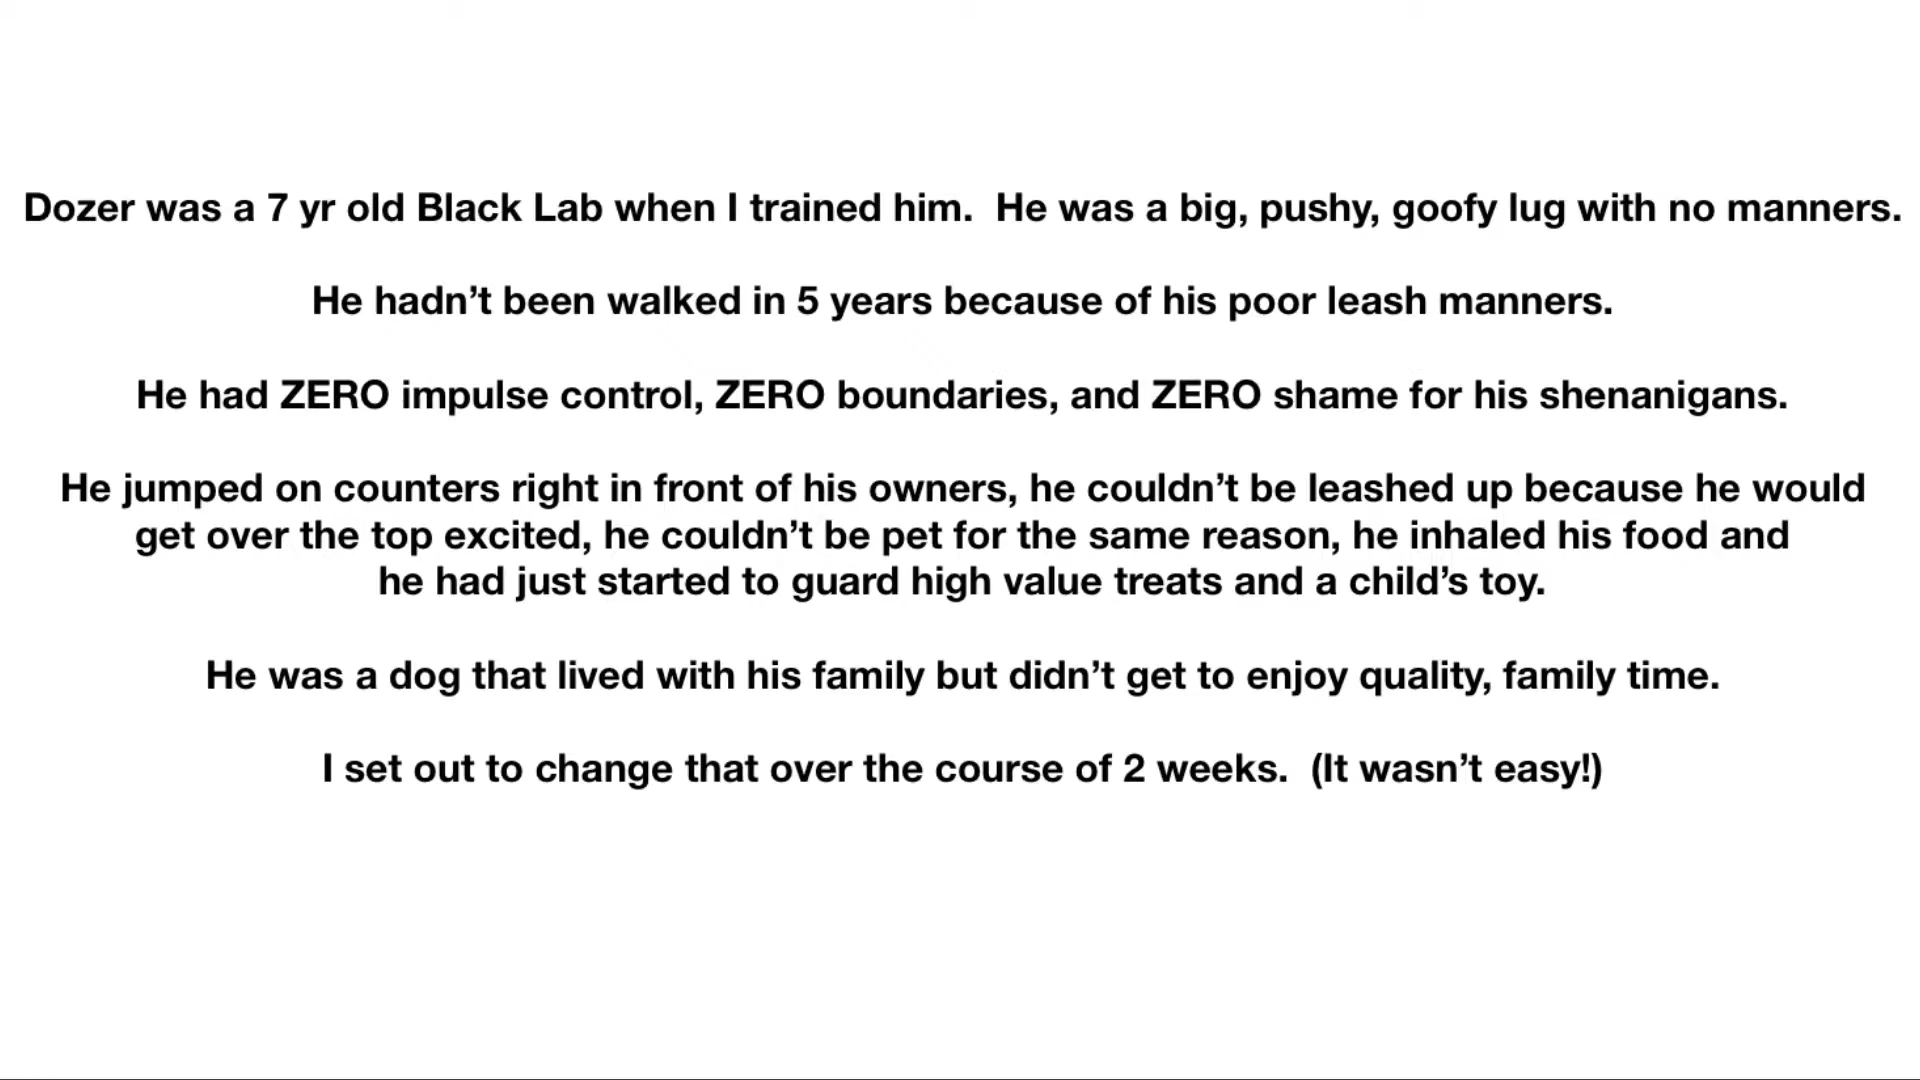 Dozer was a 7 yr old Black Lab when I trained him.  He was a big, pushy, goofy lug with no manners.
He hadn’t been walked in 5 years because of his poor leash manners.
He had ZERO impulse control, ZERO boundaries, and ZERO shame for his shenanigans.
He jumped on counters right in front of his owners, he couldn’t be leashed up because he would
get over the top excited, he couldn’t be pet for the same reason, he inhaled his food and
he had just started to guard high value treats and a child’s toy.
He was a dog that lived with his family but didn’t get to enjoy quality, family time.
I set out to change that over the course of 2 weeks.  (It wasn’t easy!)